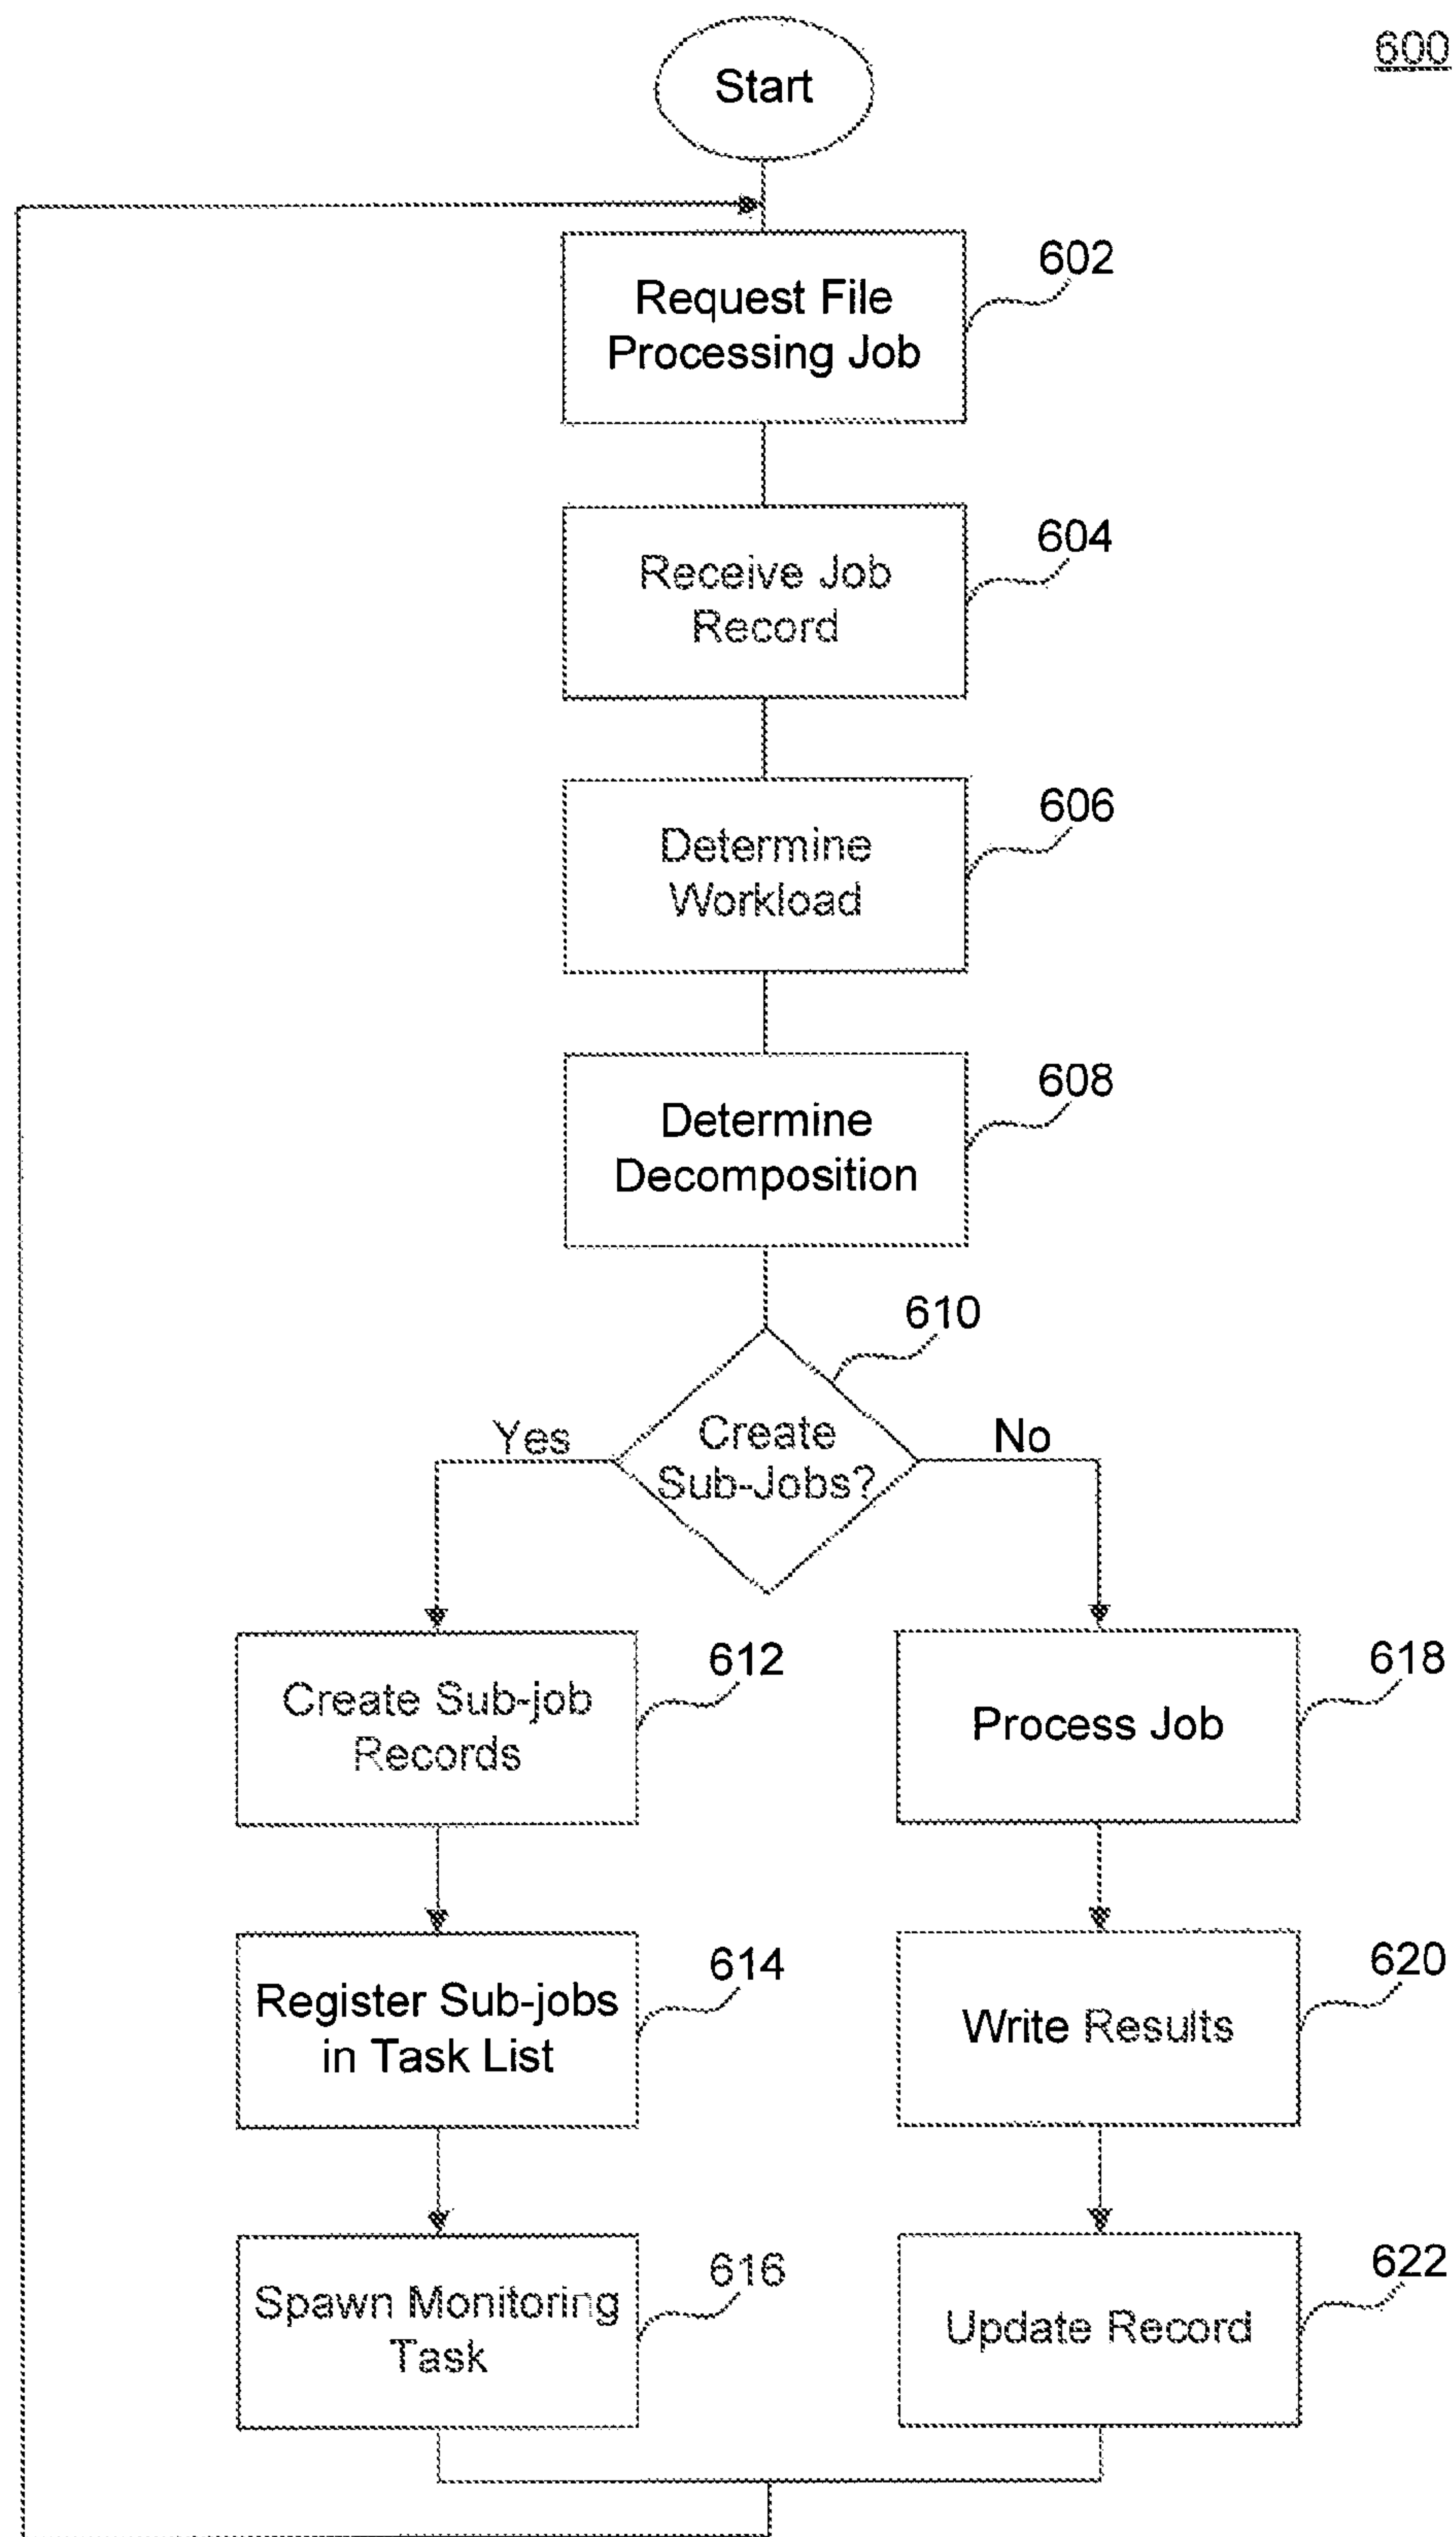 600
Start
Request File
Processing Job
602
Receive Job
Record
604
Determine
Workload
606
Determine
Decomposition
608
610
Create
Sub-Jobs?
Yes
No
Create Sub-job
Records
612
Process Job
618
Register Sub-jobs
in Task List
614
Write Results
620
Spawn Monitoring
Task
616
Update Record
622